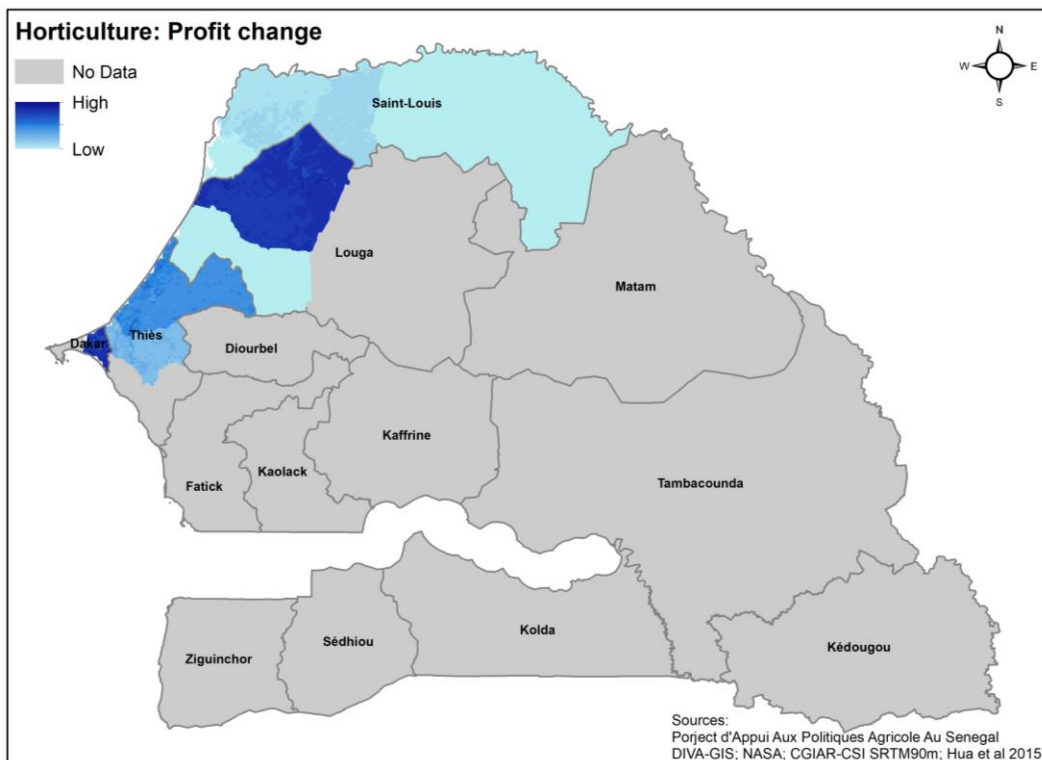 Horticulture: Profit change
No Data
High
Low
N
W
E
S
Saint-Louis
Louga
Matam
Dakar
Thiès
Diourbel
Kaffrine
Kaolack
Fatick
Tambacounda
Ziguinchor
Sédhiou
Kolda
Kédougou
Sources:
Porject d'Appui Aux Politiques Agricole Au Senegal
DIVA-GIS; NASA; CGIAR-CSI SRTM90m; Hua et al 2015